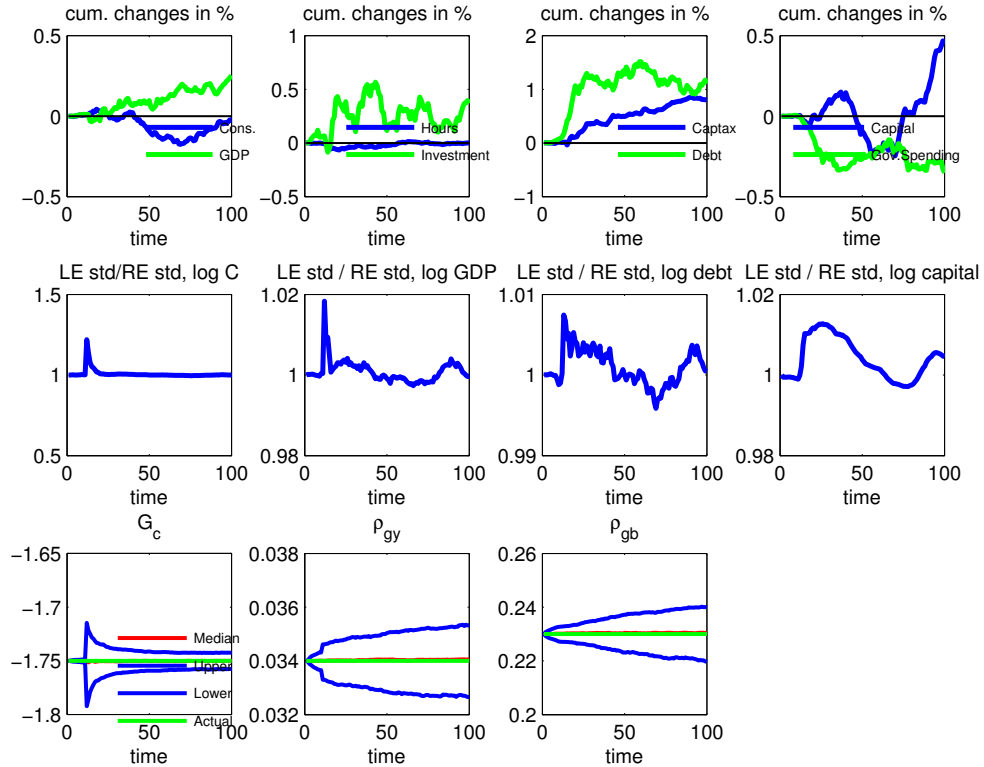 cum. changes in %
cum. changes in %
cum. changes in %
cum. changes in %
0.5
0
−0.5
Cons.
GDP
0 50 100
time
1
0.5
0
−0.5
Hours
Investment
0 50 100
time
2
1
0
−1
Captax
Debt
0 50 100
time
0.5
0
−0.5
Capital
Gov.Spending
0 50 100
time
LE std/RE std, log C
LE std / RE std, log GDP
LE std / RE std, log debt
LE std / RE std, log capital
1.5
1
0.5
0 50 100
time
1.02
1
0.98
0 50 100
time
1.01
1
0.99
0 50 100
time
1.02
1
0.98
0 50 100
time
G_c
−1.65
−1.7
−1.75
−1.8
Median
Upper
Lower
Actual
0 50 100
time
ρ_gy
0.038
0.036
0.034
0.032
0 50 100
time
ρ_gb
0.26
0.24
0.22
0.2
0 50 100
time